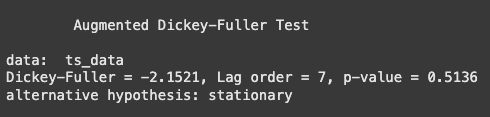 Augmented Dickey-Fuller Test
data:  ts_data
Dickey-Fuller = -2.1521, Lag order = 7, p-value = 0.5136
alternative hypothesis: stationary